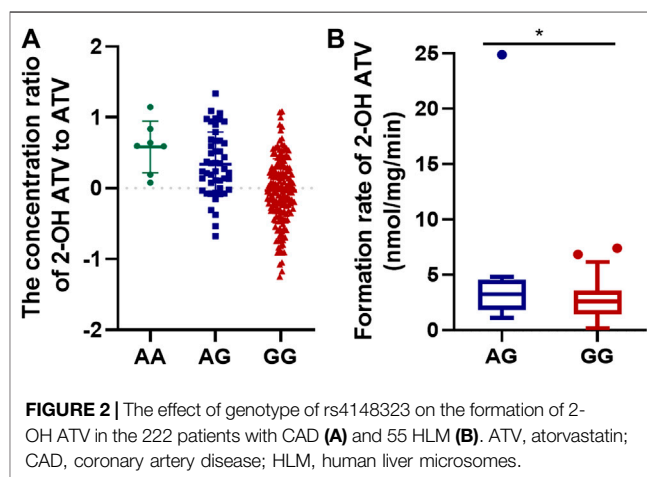 A
The concentration ratio
of 2-OH ATV to ATV
2
1
0
-1
-2
AA AG GG
B
Formation rate of 2-OH ATV
(nmol/mg/min)
25
20
15
10
5
0
*
AG GG
FIGURE 2 | The effect of genotype of rs4148323 on the formation of 2-
OH ATV in the 222 patients with CAD (A) and 55 HLM (B). ATV, atorvastatin;
CAD, coronary artery disease; HLM, human liver microsomes.